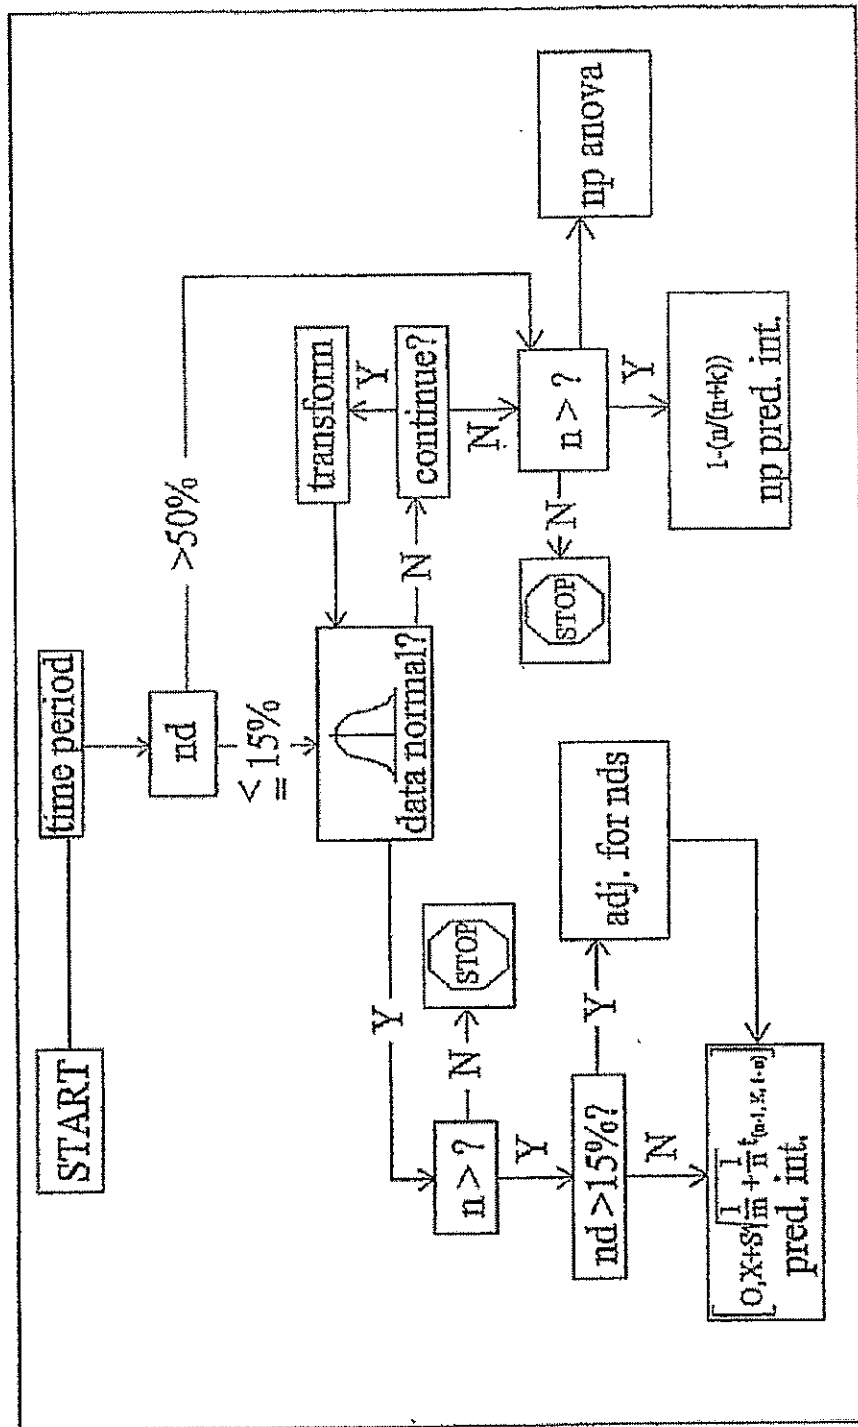 START
time period
nd
>50%
≤ 15%
data normal?
transform
Y
N
continue?
N
n > ?
N
STOP
Y
1-(n/(n+k))
np pred. int.
np anova
Y
n > ?
N
STOP
Y
nd >15%?
Y
adj. for nds
N
pred. int.